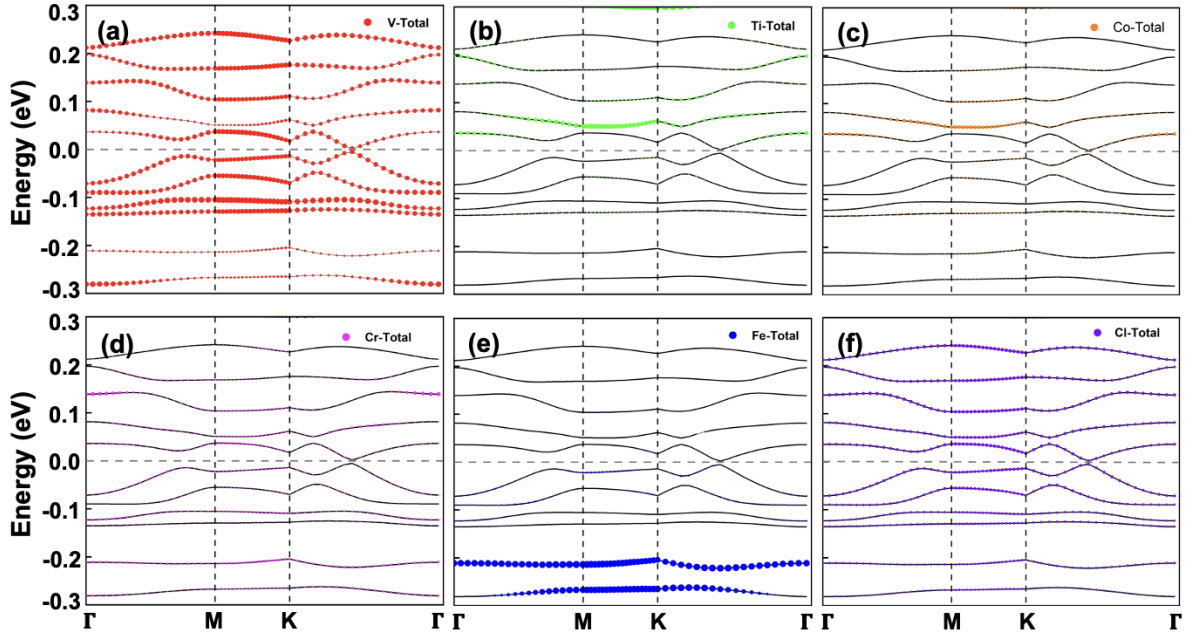 0.3
(a)
V-Total
0.2
0.1
Energy (eV)
0.0
-0.1
-0.2
-0.3
(b)
Ti-Total
(c)
Co-Total
0.3
(d)
Cr-Total
0.2
0.1
Energy (eV)
0.0
-0.1
-0.2
-0.3
(e)
Fe-Total
(f)
Cl-Total
Γ M K Γ
Γ M K Γ
Γ M K Γ